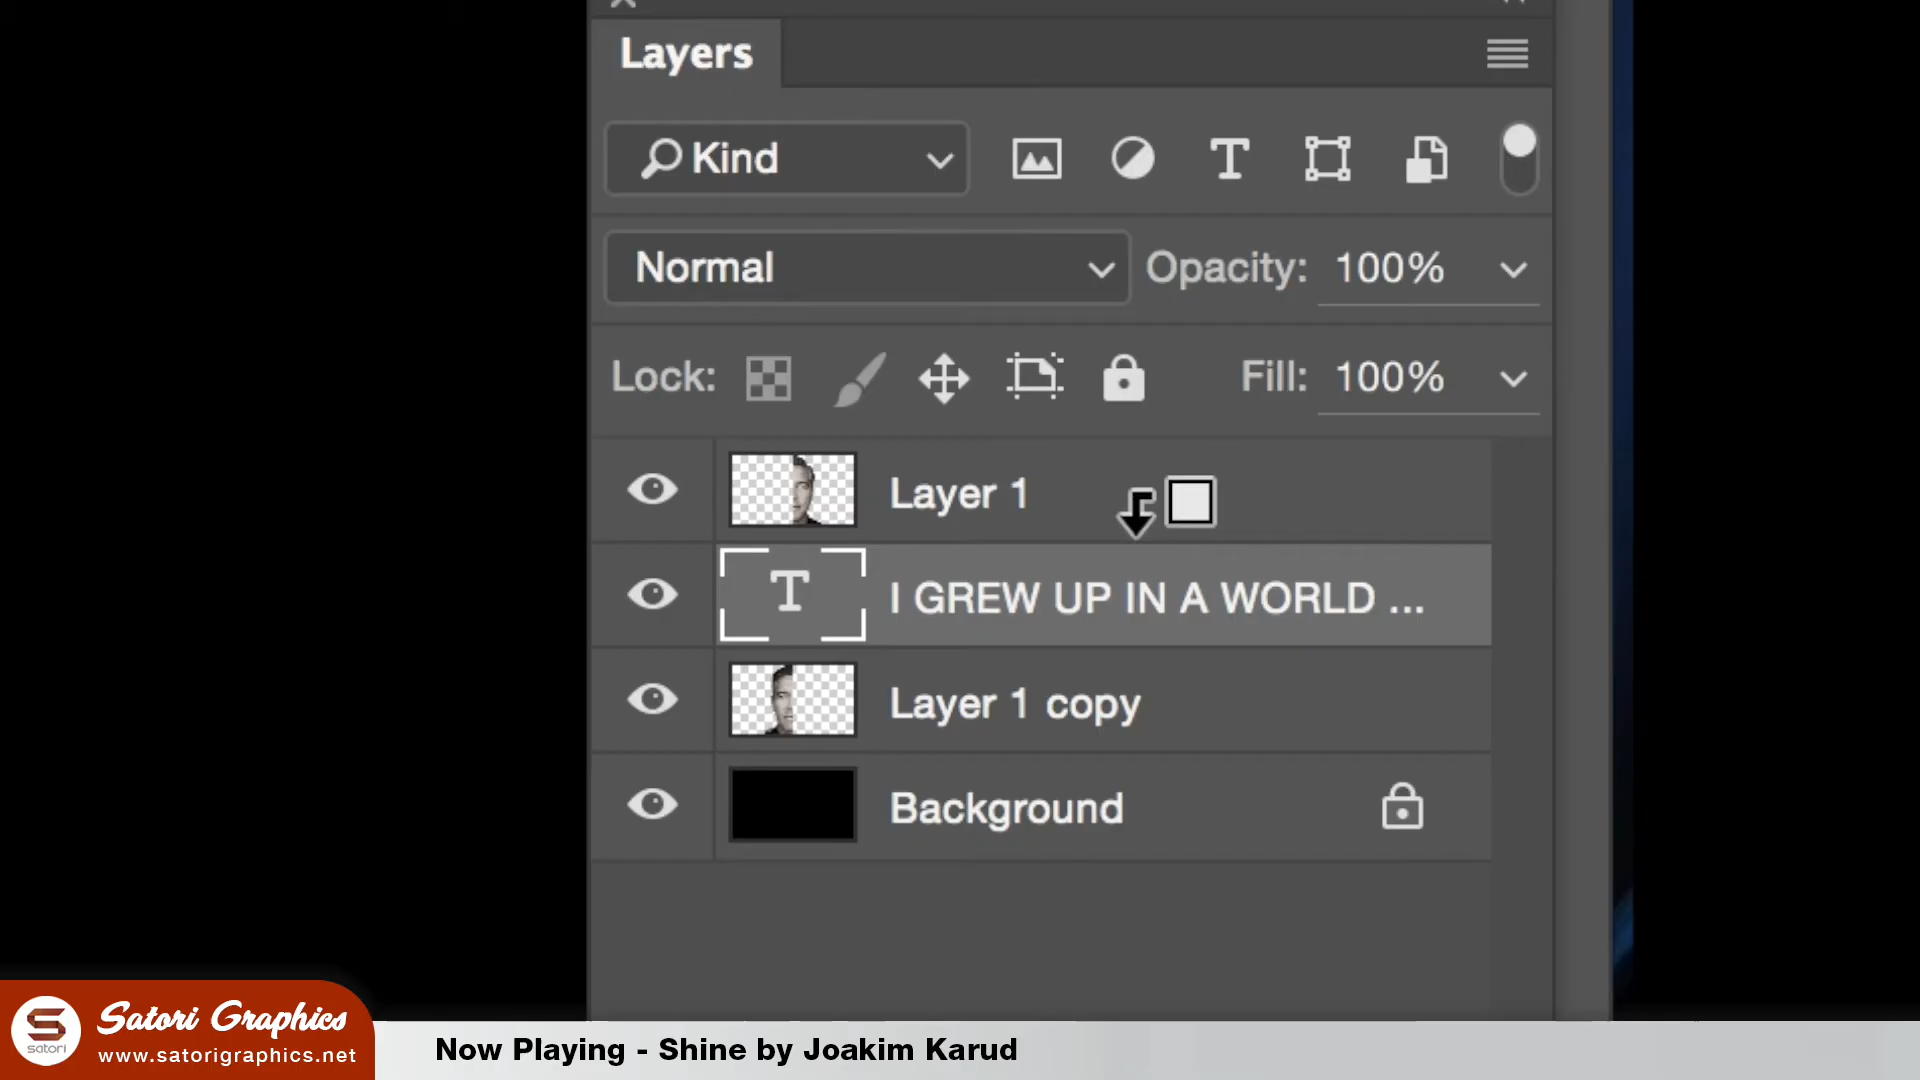 Layers
Kind
Normal
Opacity: 100%
Lock:
Fill: 100%
Layer 1
T
I GREW UP IN A WORLD ...
Layer 1 copy
Background
Satori Graphics
satori
www.satorigraphics.net
Now Playing - Shine by Joakim Karud